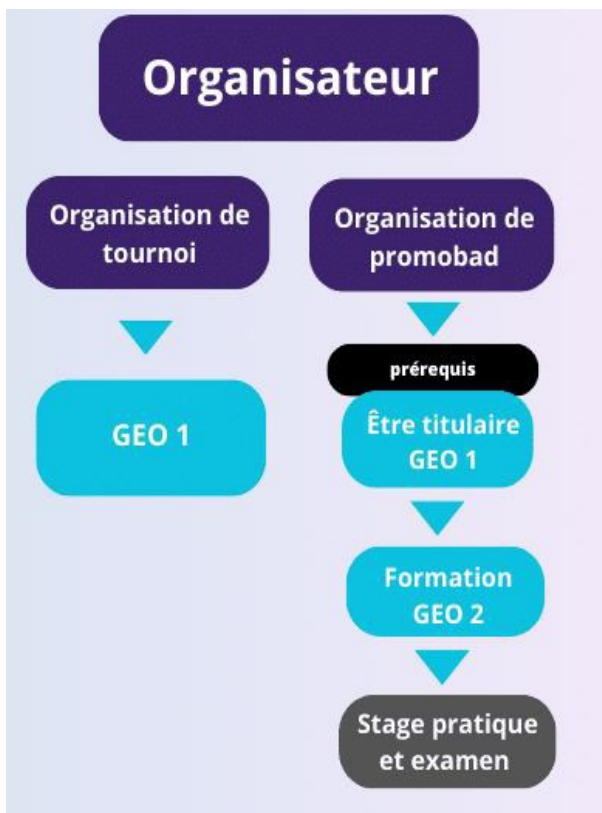 Organisateur
Organisation de
tournoi
GEO 1
Organisation de
promobad
prérequis
Être titulaire
GEO 1
Formation
GEO 2
Stage pratique
et examen